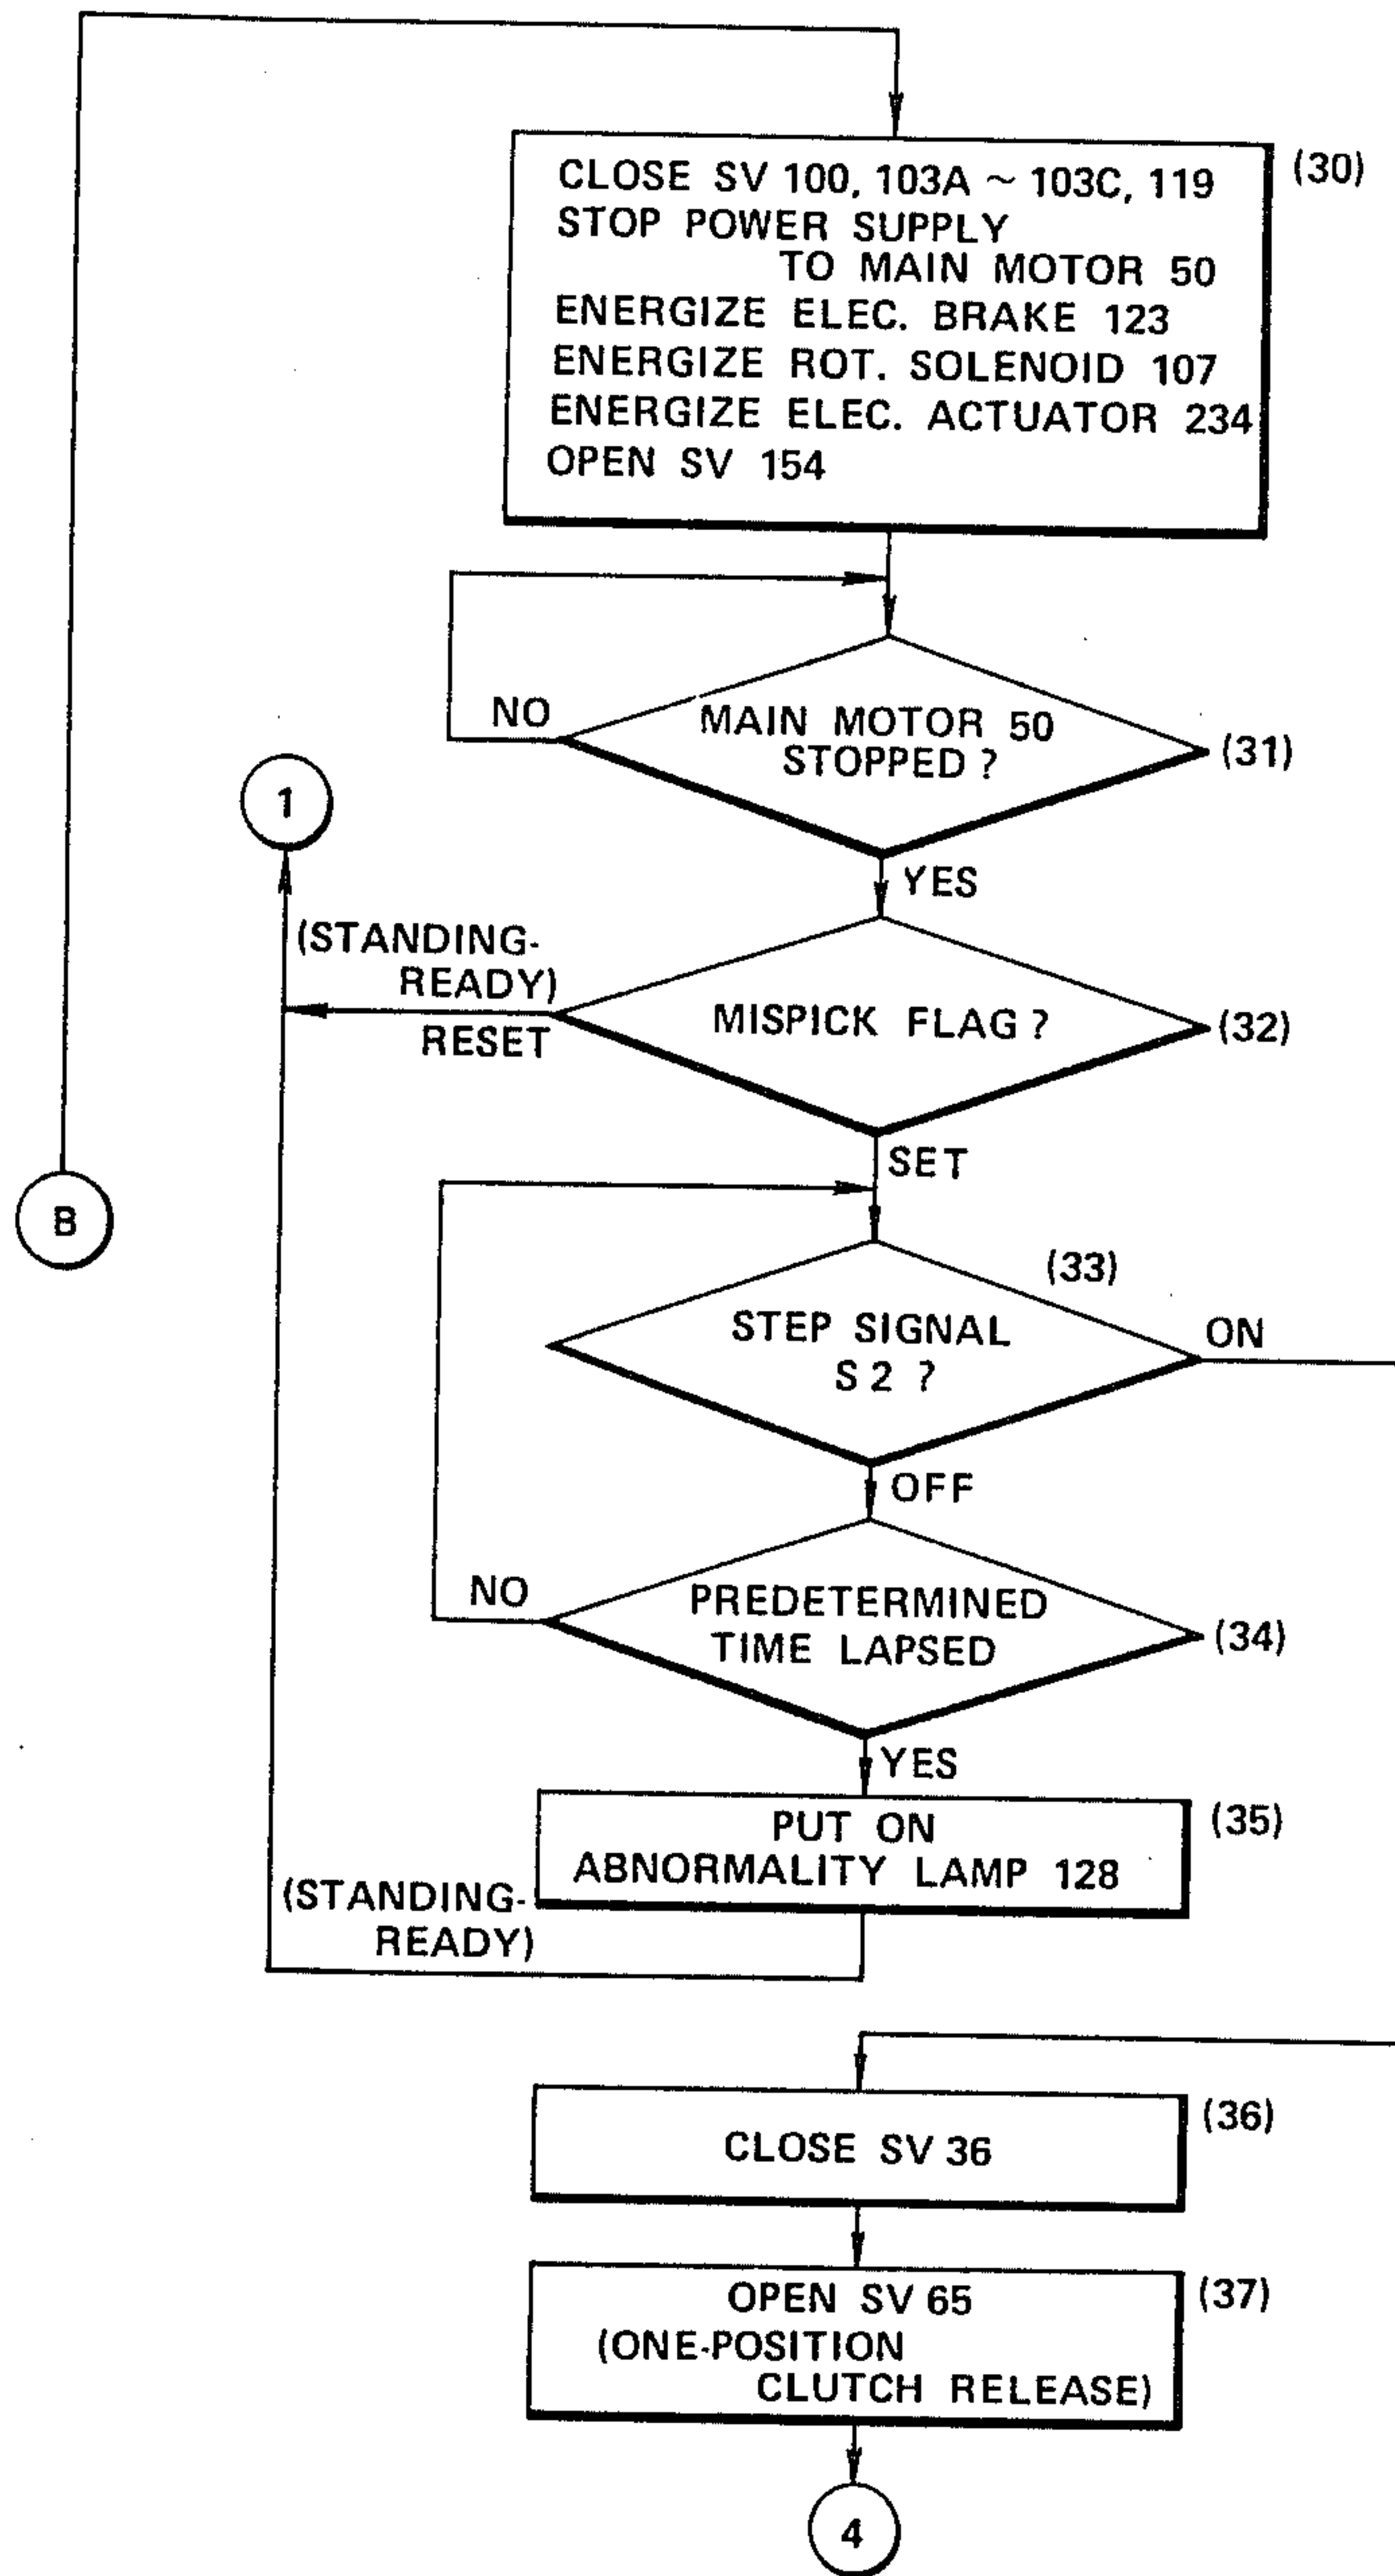 CLOSE SV 100, 103A ~ 103C, 119
(30)
STOP POWER SUPPLY
TO MAIN MOTOR 50
ENERGIZE ELEC. BRAKE 123
ENERGIZE ROT. SOLENOID 107
ENERGIZE ELEC. ACTUATOR 234
OPEN SV 154
NO
MAIN MOTOR 50
STOPPED ?
(31)
1
YES
(STANDING-
READY)
RESET
MISPICK FLAG ?
(32)
SET
B
(33)
STEP SIGNAL
S 2 ?
ON
OFF
NO
PREDETERMINED
TIME LAPSED
(34)
YES
PUT ON
ABNORMALITY LAMP 128
(35)
(STANDING-
READY)
CLOSE SV 36
(36)
OPEN SV 65
(ONE-POSITION
CLUTCH RELEASE)
(37)
4